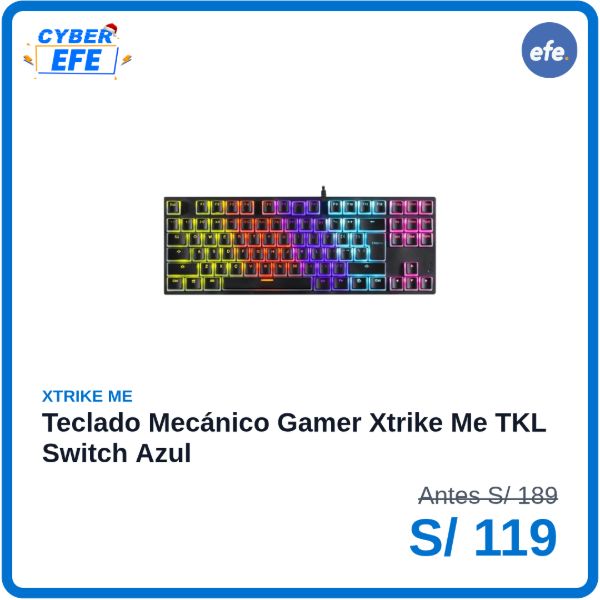 CYBER
EFE
efe.
XTRIKE ME
Teclado Mecánico Gamer Xtrike Me TKL
Switch Azul
Antes S/ 189
S/ 119